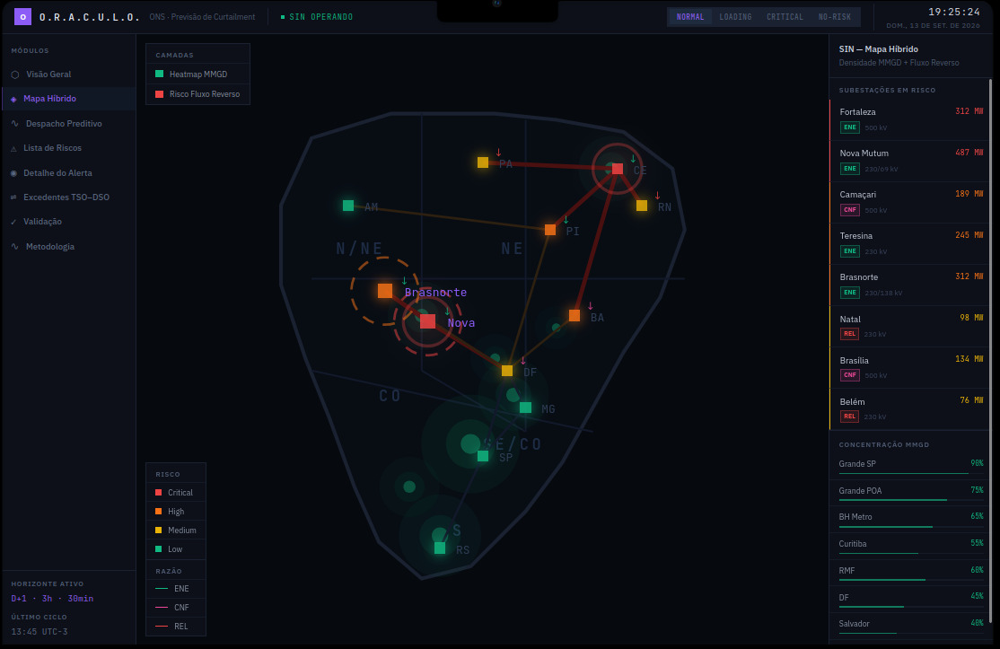 O
O.R.A.C.U.L.O.
ONS · Previsão de Curtailment
SIN OPERANDO
NORMAL LOADING CRITICAL NO-RISK
19:25:24
DOM., 13 DE SET. DE 2026
MÓDULOS
Visão Geral
Mapa Híbrido
Despacho Preditivo
Lista de Riscos
Detalhe do Alerta
Excedentes TSO–DSO
Validação
Metodologia
HORIZONTE ATIVO
D+1 · 3h · 30min
ÚLTIMO CICLO
13:45 UTC-3
CAMADAS
Heatmap MMGD
Risco Fluxo Reverso
PA
CE
RN
AM
PI
N/NE
NE
Brasnorte
Nova
BA
DF
CO
MG
SE/CO
SP
S
RS
RISCO
Critical
High
Medium
Low
RAZÃO
ENE
CNF
REL
SIN — Mapa Híbrido
Densidade MMGD + Fluxo Reverso
SUBESTAÇÕES EM RISCO
Fortaleza 312 MW
ENE 500 kV
Nova Mutum 487 MW
ENE 230/69 kV
Camaçari 189 MW
CNF 500 kV
Teresina 245 MW
ENE 230 kV
Brasnorte 312 MW
ENE 230/138 kV
Natal 98 MW
REL 230 kV
Brasília 134 MW
CNF 500 kV
Belém 76 MW
REL 230 kV
CONCENTRAÇÃO MMGD
Grande SP 90%
Grande POA 75%
BH Metro 65%
Curitiba 55%
RMF 60%
DF 45%
Salvador 40%